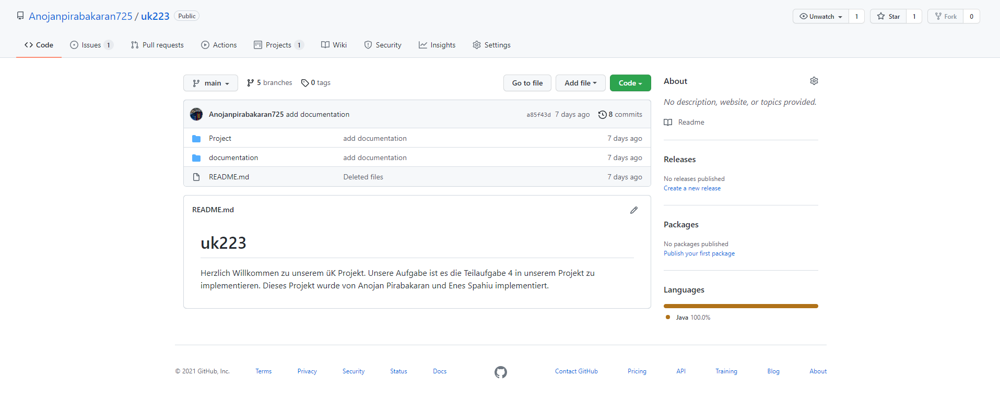 Anojanpirabakaran725 / uk223 Public
Unwatch 1 Star 1 Fork 0
Code Issues 1 Pull requests Actions Projects 1 Wiki Security Insights Settings
main 5 branches 0 tags Go to file Add file Code
Anojanpirabakaran725 add documentation a85f43d 7 days ago 8 commits
Project add documentation 7 days ago
documentation add documentation 7 days ago
README.md Deleted files 7 days ago
README.md
uk223
Herzlich Willkommen zu unserem üK Projekt. Unsere Aufgabe ist es die Teilaufgabe 4 in unserem Projekt zu
implementieren. Dieses Projekt wurde von Anojan Pirabakaran und Enes Spahiu implementiert.
About
No description, website, or topics provided.
Readme
Releases
No releases published
Create a new release
Packages
No packages published
Publish your first package
Languages
Java 100.0%
© 2021 GitHub, Inc. Terms Privacy Security Status Docs Contact GitHub Pricing API Training Blog About